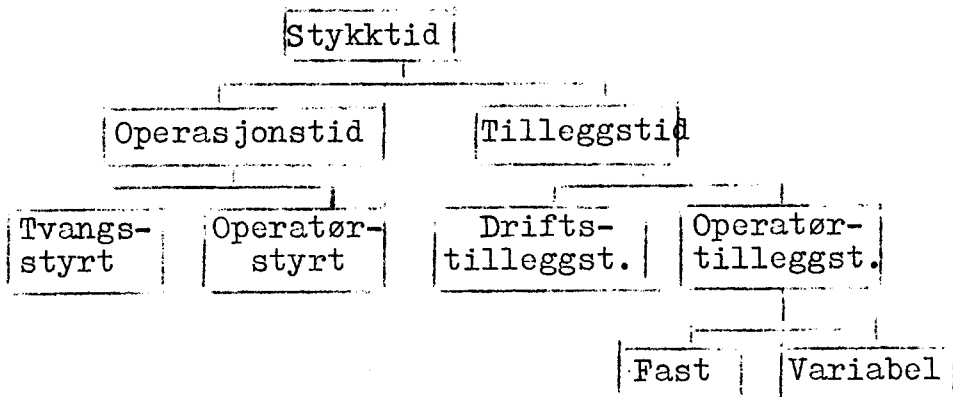 Stykktid
Operasjonstid
Tilleggstid
Tvangs-
styrt
Operatør-
styrt
Drifts-
tilleggst.
Operatør-
tilleggst.
Fast
Variabel